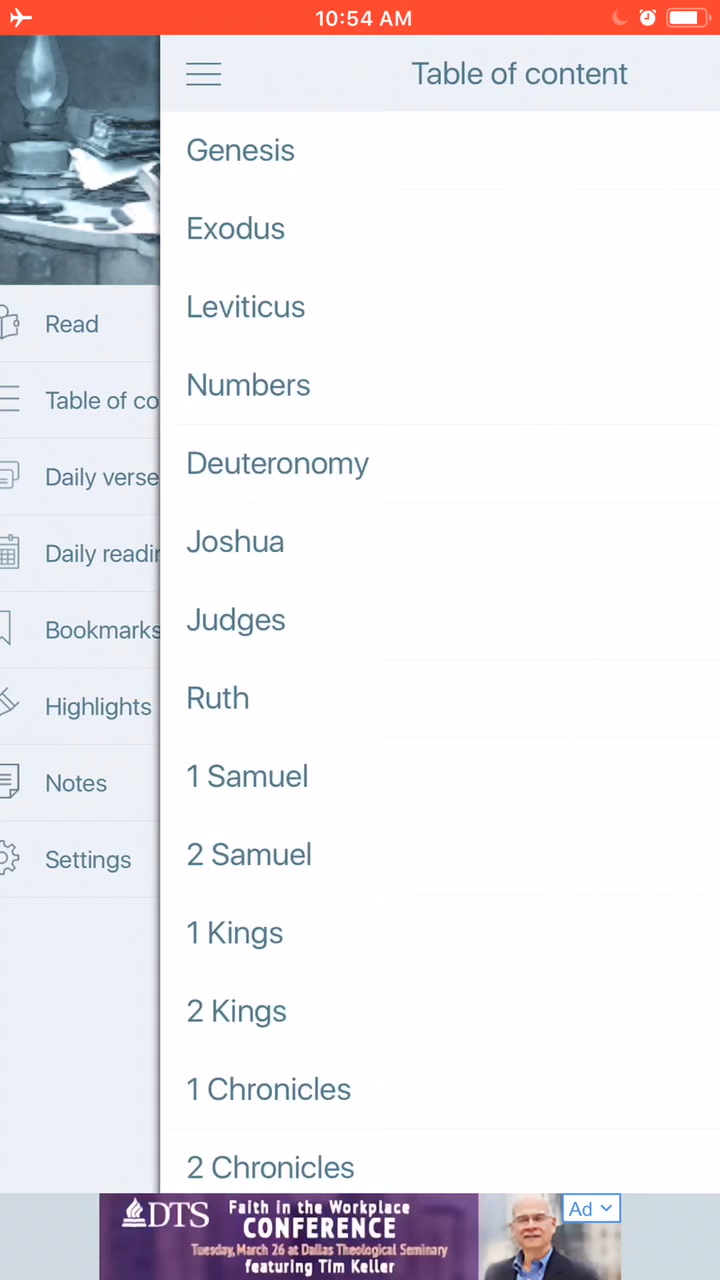 10:54 AM
Table of content
Genesis
Exodus
Leviticus
Numbers
Deuteronomy
Joshua
Judges
Ruth
1 Samuel
2 Samuel
1 Kings
2 Kings
1 Chronicles
2 Chronicles
Read
Table of co
Daily verse
Daily readin
Bookmarks
Highlights
Notes
Settings
DTS
Faith in the Workplace
CONFERENCE
Tuesday, March 26 at Dallas Theological Seminary
featuring Tim Keller
Ad